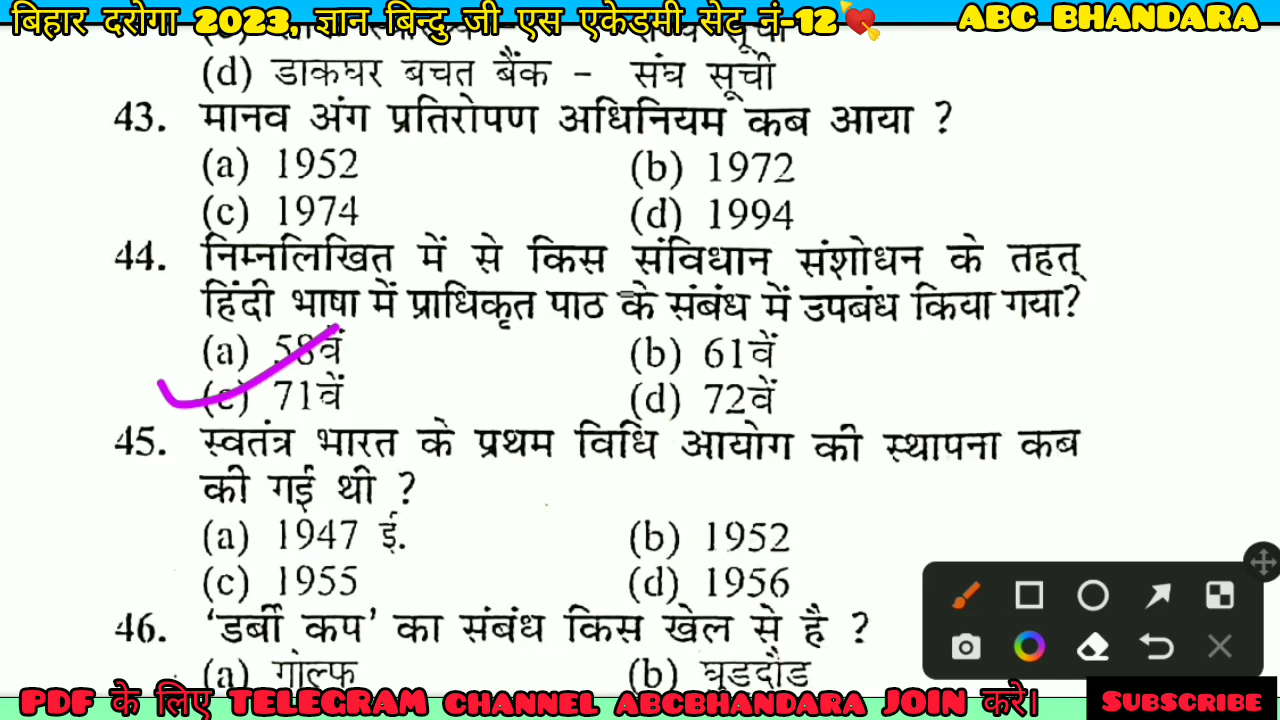 बिहार दरोगा 2023, ज्ञान बिन्दु जी एस एकेडमी सेट नं-12💘 ABC BHANDARA
सूची
(d) डाकघर बचत बैंक - संघ सूची
43. मानव अंग प्रतिरोपण अधिनियम कब आया ?
(a) 1952 (b) 1972
(c) 1974 (d) 1994
44. निम्नलिखित में से किस संविधान संशोधन के तहत्
हिंदी भाषा में प्राधिकृत पाठ के संबंध में उपबंध किया गया?
(a) 58वें (b) 61वें
(c) 71वें (d) 72वें
45. स्वतंत्र भारत के प्रथम विधि आयोग की स्थापना कब
की गई थी ?
(a) 1947 ई. (b) 1952
(c) 1955 (d) 1956
46. 'डर्बी कप' का संबंध किस खेल से है ?
(a) गोल्फ (b) घुड़दौड़
PDF के लिए TELEGRAM CHANNEL ABCBHANDARA JOIN करे। SUBSCRIBE